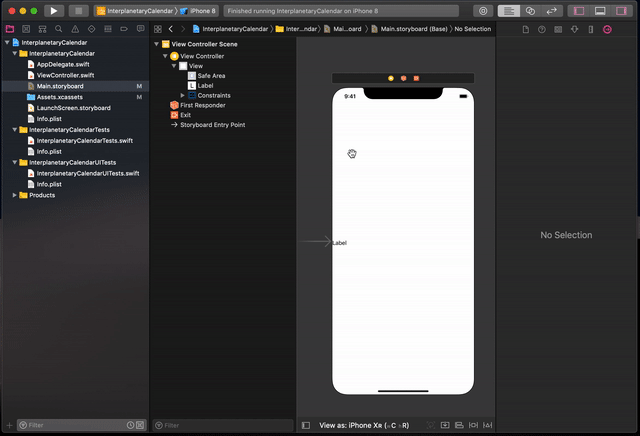 InterplanetaryCalendar
iPhone 8
Finished running InterplanetaryCalendar on iPhone 8
InterplanetaryCalendar
Inter...ndar
Mai...oard
Main.storyboard (Base)
No Selection
InterplanetaryCalendar
InterplanetaryCalendar
AppDelegate.swift
ViewController.swift
Main.storyboard
M
Assets.xcassets
M
LaunchScreen.storyboard
Info.plist
InterplanetaryCalendarTests
InterplanetaryCalendarTests.swift
Info.plist
InterplanetaryCalendarUITests
InterplanetaryCalendarUITests.swift
Info.plist
Products
View Controller Scene
View Controller
View
Safe Area
L Label
Constraints
First Responder
Exit
Storyboard Entry Point
9:41
Label
No Selection
Filter
Filter
View as: iPhone XR (wC hR)